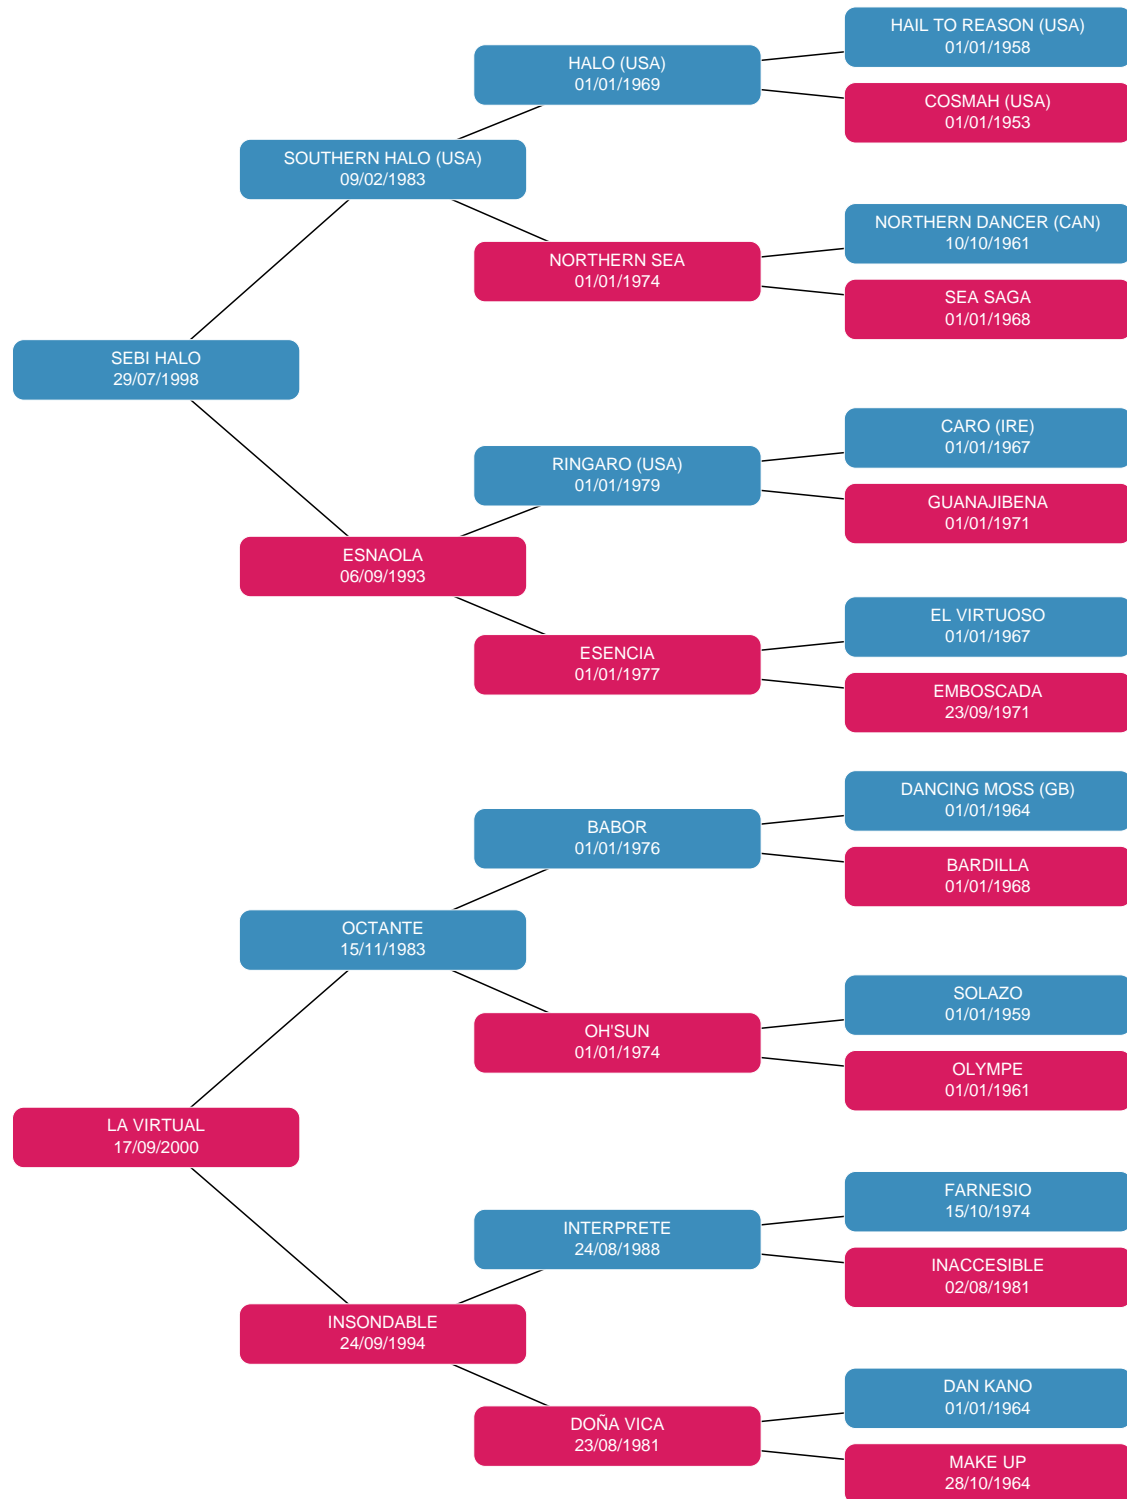 HAIL TO REASON (USA)
01/01/1958
HALO (USA)
01/01/1969
COSMAH (USA)
01/01/1953
SOUTHERN HALO (USA)
09/02/1983
NORTHERN DANCER (CAN)
10/10/1961
NORTHERN SEA
01/01/1974
SEA SAGA
01/01/1968
SEBI HALO
29/07/1998
CARO (IRE)
01/01/1967
RINGARO (USA)
01/01/1979
GUANAJIBENA
01/01/1971
ESNAOLA
06/09/1993
EL VIRTUOSO
01/01/1967
ESENCIA
01/01/1977
EMBOSCADA
23/09/1971
DANCING MOSS (GB)
01/01/1964
BABOR
01/01/1976
BARDILLA
01/01/1968
OCTANTE
15/11/1983
SOLAZO
01/01/1959
OH'SUN
01/01/1974
OLYMPE
01/01/1961
LA VIRTUAL
17/09/2000
FARNESIO
15/10/1974
INTERPRETE
24/08/1988
INACCESIBLE
02/08/1981
INSONDABLE
24/09/1994
DAN KANO
01/01/1964
DOÑA VICA
23/08/1981
MAKE UP
28/10/1964